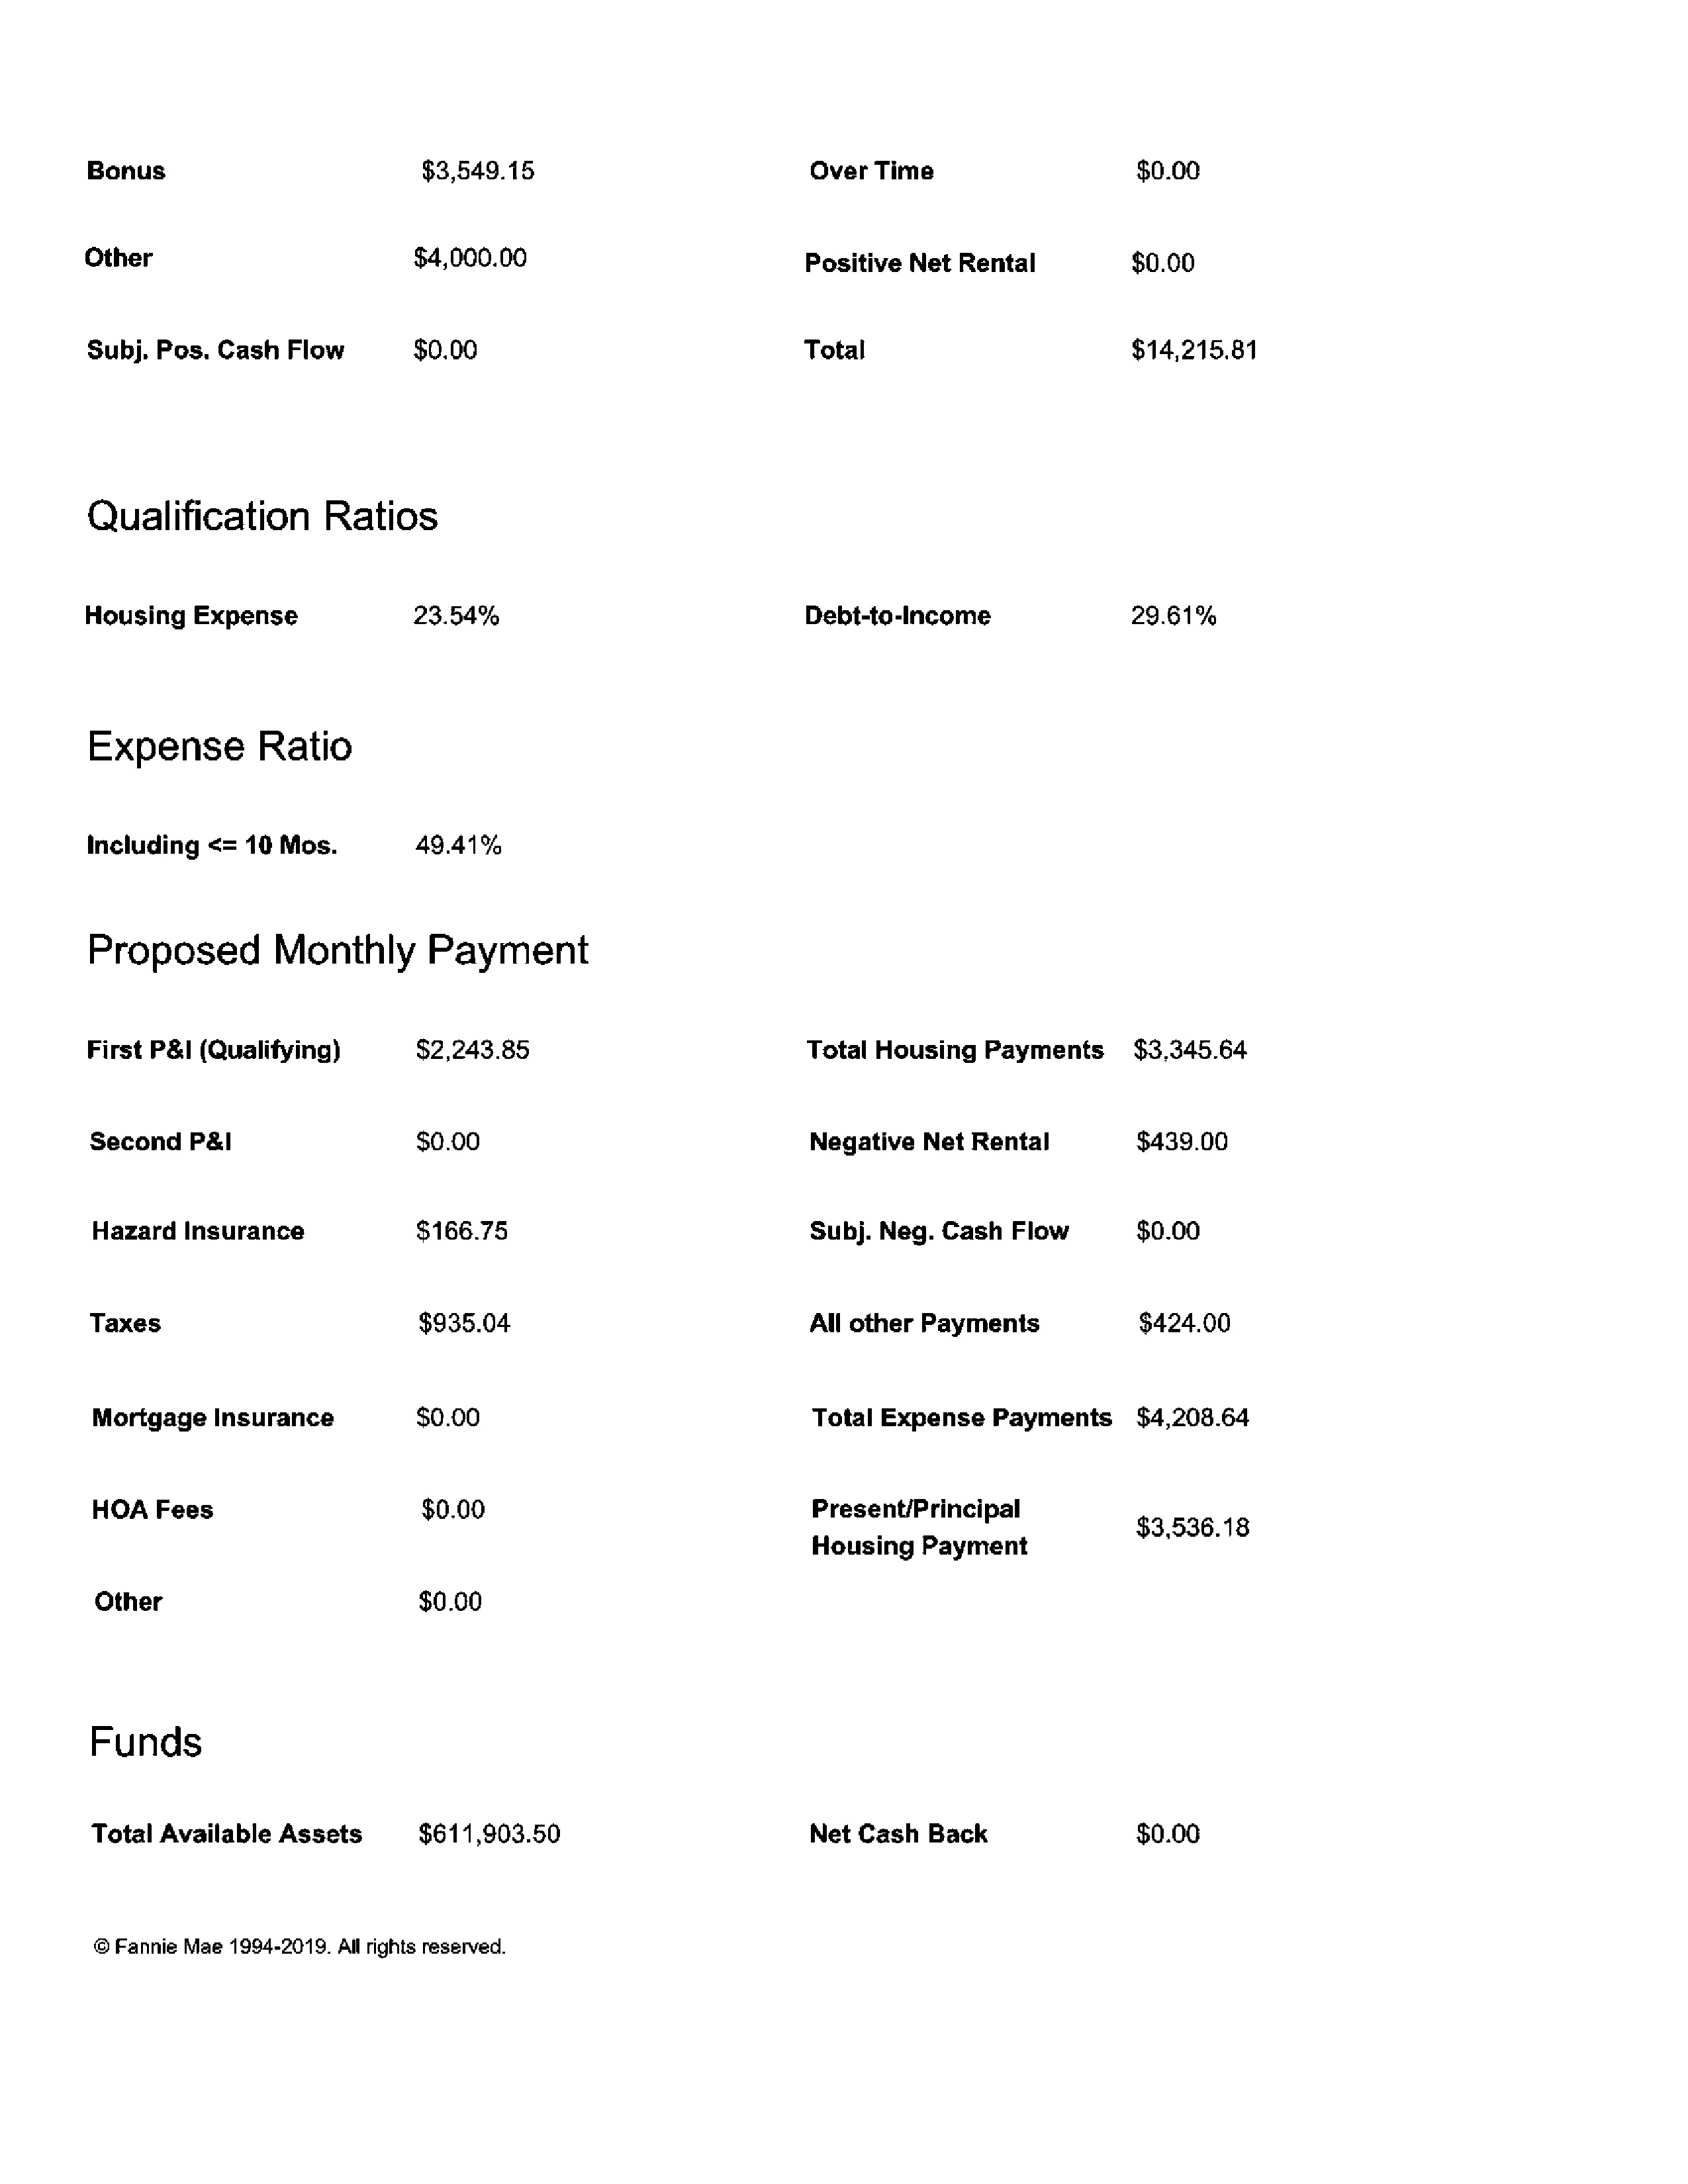 Bonus $3,549.15 Over Time $0.00
Other $4,000.00 Positive Net Rental $0.00
Subj. Pos. Cash Flow $0.00 Total $14,215.81
Qualification Ratios
Housing Expense 23.54% Debt-to-Income 29.61%
Expense Ratio
Including <= 10 Mos. 49.41%
Proposed Monthly Payment
First P&I (Qualifying) $2,243.85 Total Housing Payments $3,345.64
Second P&I $0.00 Negative Net Rental $439.00
Hazard Insurance $166.75 Subj. Neg. Cash Flow $0.00
Taxes $935.04 All other Payments $424.00
Mortgage Insurance $0.00 Total Expense Payments $4,208.64
HOA Fees $0.00 Present/Principal
Housing Payment $3,536.18
Other $0.00
Funds
Total Available Assets $611,903.50 Net Cash Back $0.00
© Fannie Mae 1994-2019. All rights reserved.